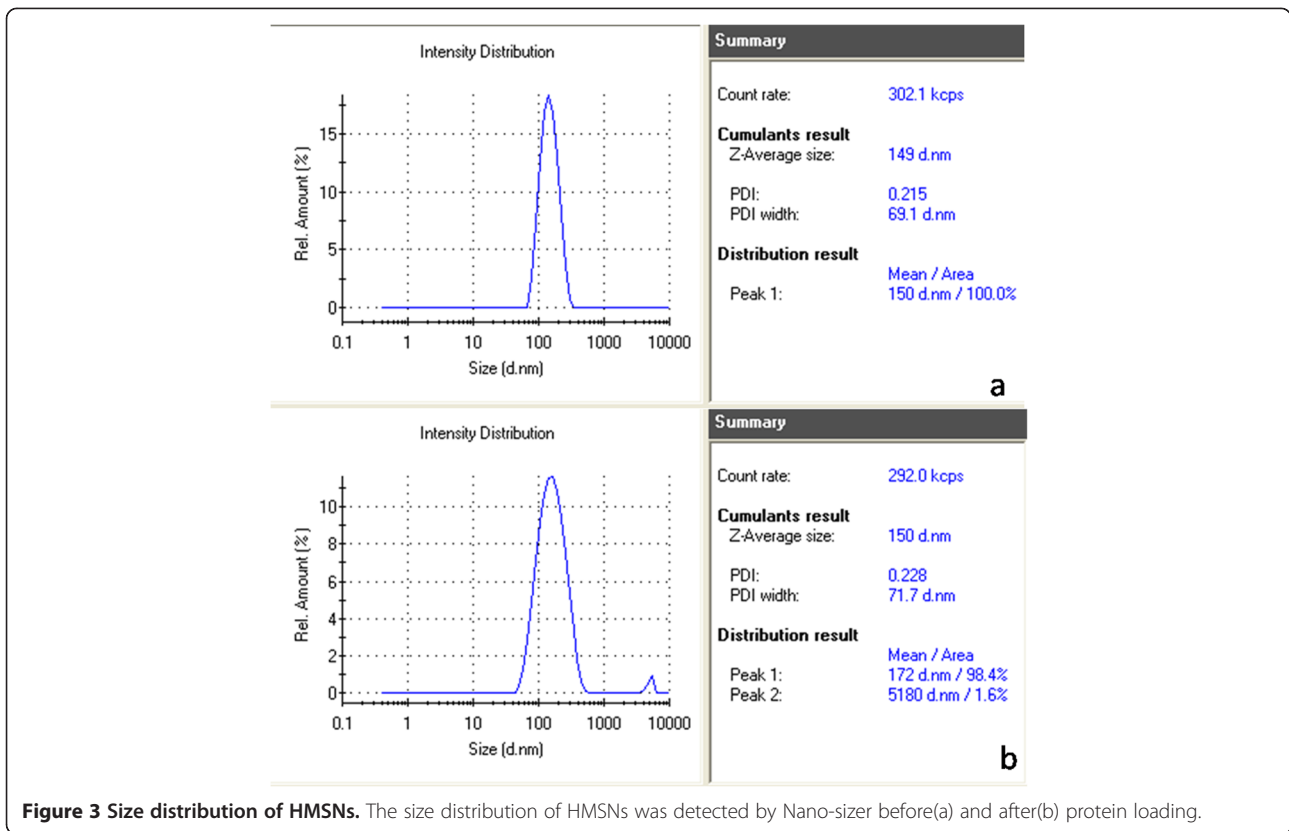 Intensity Distribution
Rel. Amount (%)
15
10
5
0
0.1 1 10 100 1000 10000
Size (d.nm)
Summary
Count rate: 302.1 kcps
Cumulants result
Z-Average size: 149 d.nm
PDI: 0.215
PDI width: 69.1 d.nm
Distribution result
Mean / Area
Peak 1: 150 d.nm / 100.0%
a
Intensity Distribution
Rel. Amount (%)
10
8
6
4
2
0
0.1 1 10 100 1000 10000
Size (d.nm)
Summary
Count rate: 292.0 kcps
Cumulants result
Z-Average size: 150 d.nm
PDI: 0.228
PDI width: 71.7 d.nm
Distribution result
Mean / Area
Peak 1: 172 d.nm / 98.4%
Peak 2: 5180 d.nm / 1.6%
b
Figure 3 Size distribution of HMSNs. The size distribution of HMSNs was detected by Nano-sizer before(a) and after(b) protein loading.